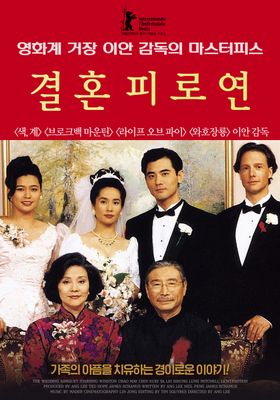 영화계 거장 이안 감독의 마스터피스
결혼 피로연
<색, 계> <브로크백 마운틴> <라이프 오브 파이> <와호장룡> 이안 감독
가족의 아픔을 치유하는 경이로운 이야기!